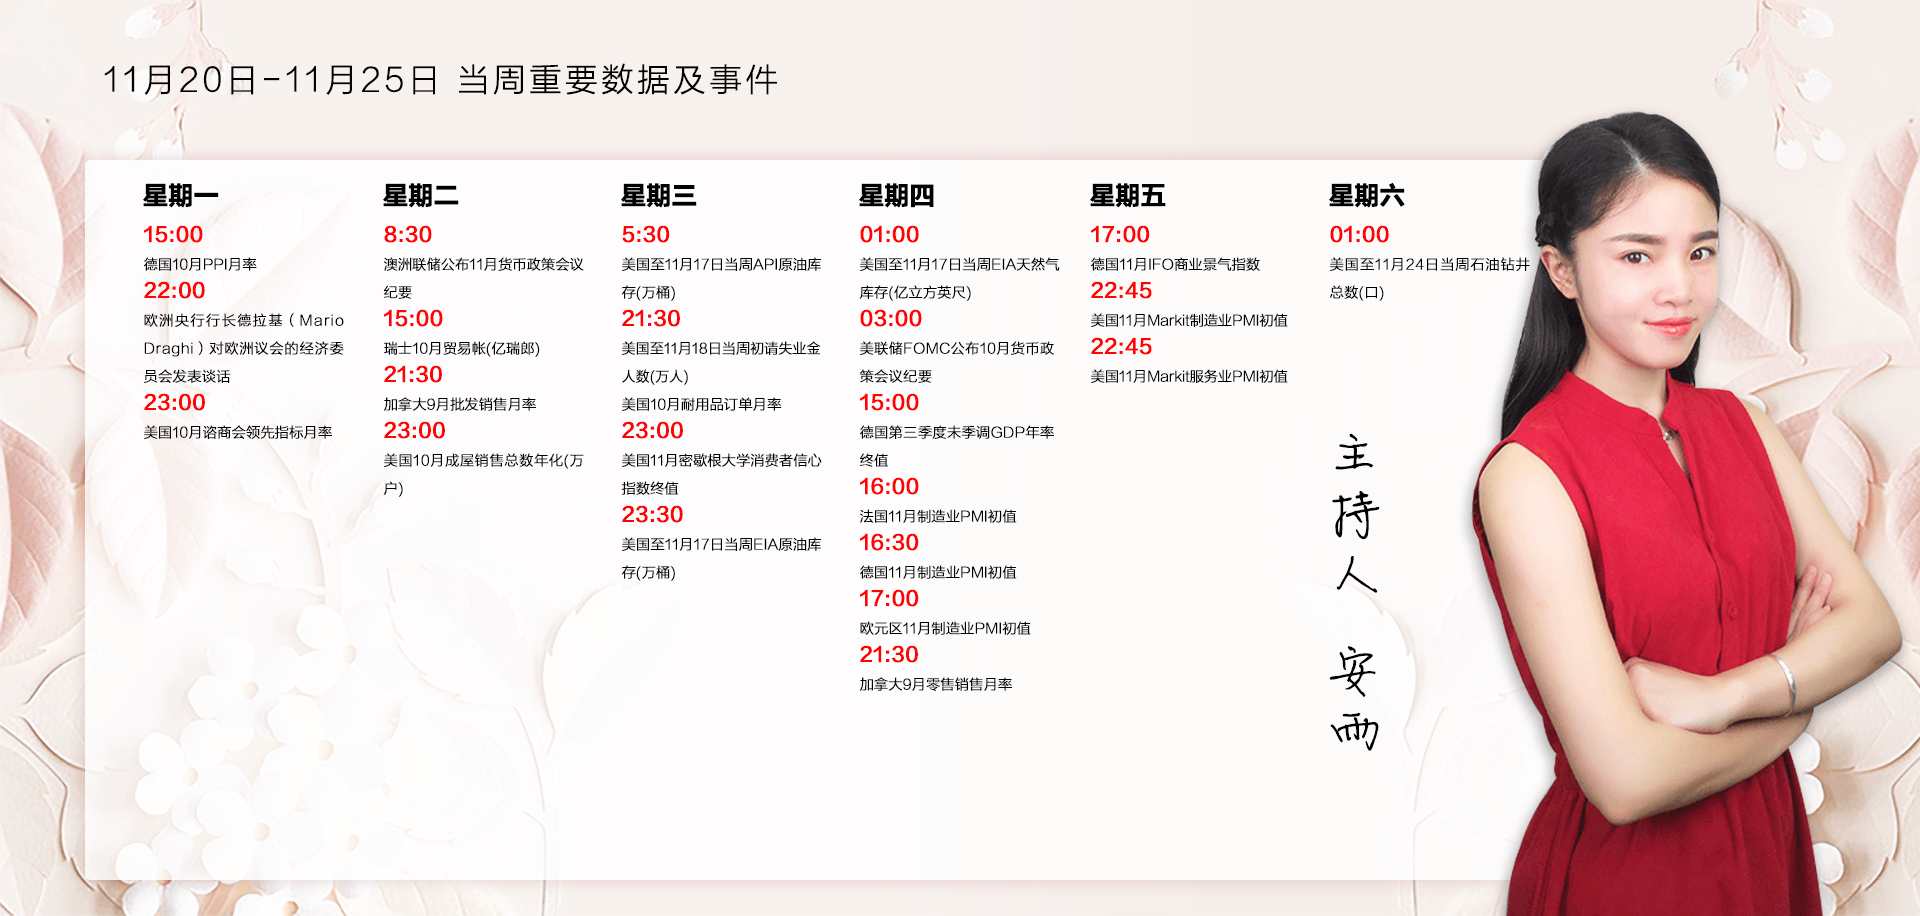 11月20日-11月25日 当周重要数据及事件
星期一
15:00
德国10月PPI月率
22:00
欧洲央行行长德拉基（Mario
Draghi）对欧洲议会的经济委
员会发表谈话
23:00
美国10月谘商会领先指标月率
星期二
8:30
澳洲联储公布11月货币政策会议
纪要
15:00
瑞士10月贸易帐(亿瑞郎)
21:30
加拿大9月批发销售月率
23:00
美国10月成屋销售总数年化(万
户)
星期三
5:30
美国至11月17日当周API原油库
存(万桶)
21:30
美国至11月18日当周初请失业金
人数(万人)
美国10月耐用品订单月率
23:00
美国11月密歇根大学消费者信心
指数终值
23:30
美国至11月17日当周EIA原油库
存(万桶)
星期四
01:00
美国至11月17日当周EIA天然气
库存(亿立方英尺)
03:00
美联储FOMC公布10月货币政
策会议纪要
15:00
德国第三季度未季调GDP年率
终值
16:00
法国11月制造业PMI初值
16:30
德国11月制造业PMI初值
17:00
欧元区11月制造业PMI初值
21:30
加拿大9月零售销售月率
星期五
17:00
德国11月IFO商业景气指数
22:45
美国11月Markit制造业PMI初值
22:45
美国11月Markit服务业PMI初值
星期六
01:00
美国至11月24日当周石油钻井
总数(口)
主持人 安雨